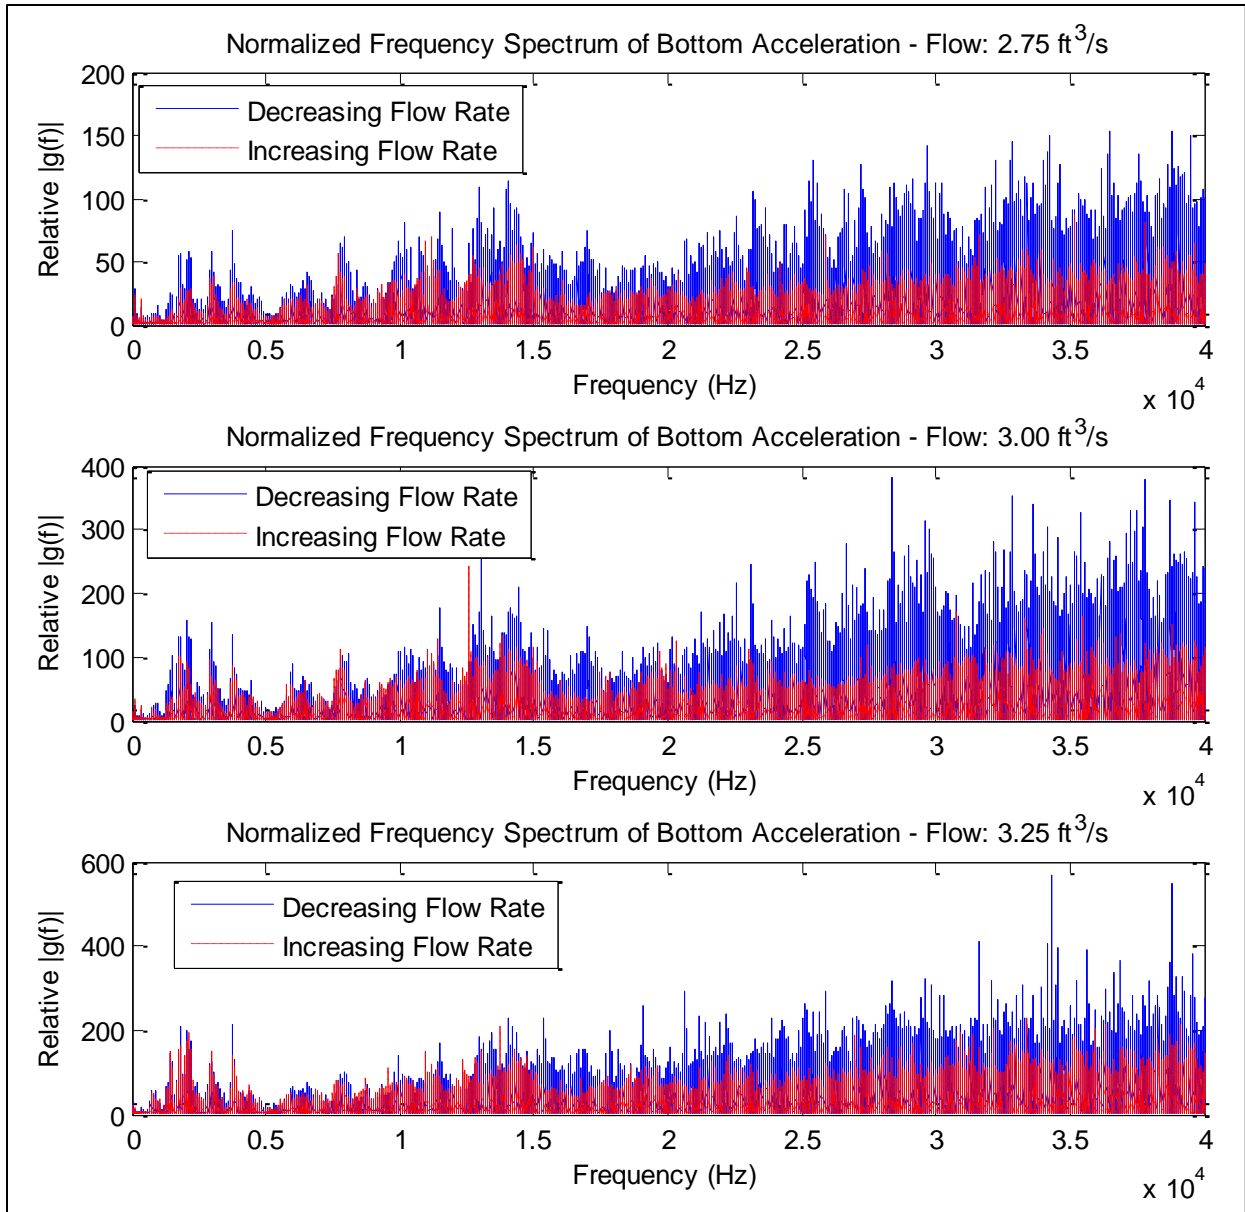 Normalized Frequency Spectrum of Bottom Acceleration - Flow: 2.75 ft³/s
200
150
100
50
0
Relative |g(f)|
Decreasing Flow Rate
Increasing Flow Rate
0 0.5 1 1.5 2 2.5 3 3.5 4
Frequency (Hz)
x 10⁴
Normalized Frequency Spectrum of Bottom Acceleration - Flow: 3.00 ft³/s
400
300
200
100
0
Relative |g(f)|
Decreasing Flow Rate
Increasing Flow Rate
0 0.5 1 1.5 2 2.5 3 3.5 4
Frequency (Hz)
x 10⁴
Normalized Frequency Spectrum of Bottom Acceleration - Flow: 3.25 ft³/s
600
400
200
0
Relative |g(f)|
Decreasing Flow Rate
Increasing Flow Rate
0 0.5 1 1.5 2 2.5 3 3.5 4
Frequency (Hz)
x 10⁴